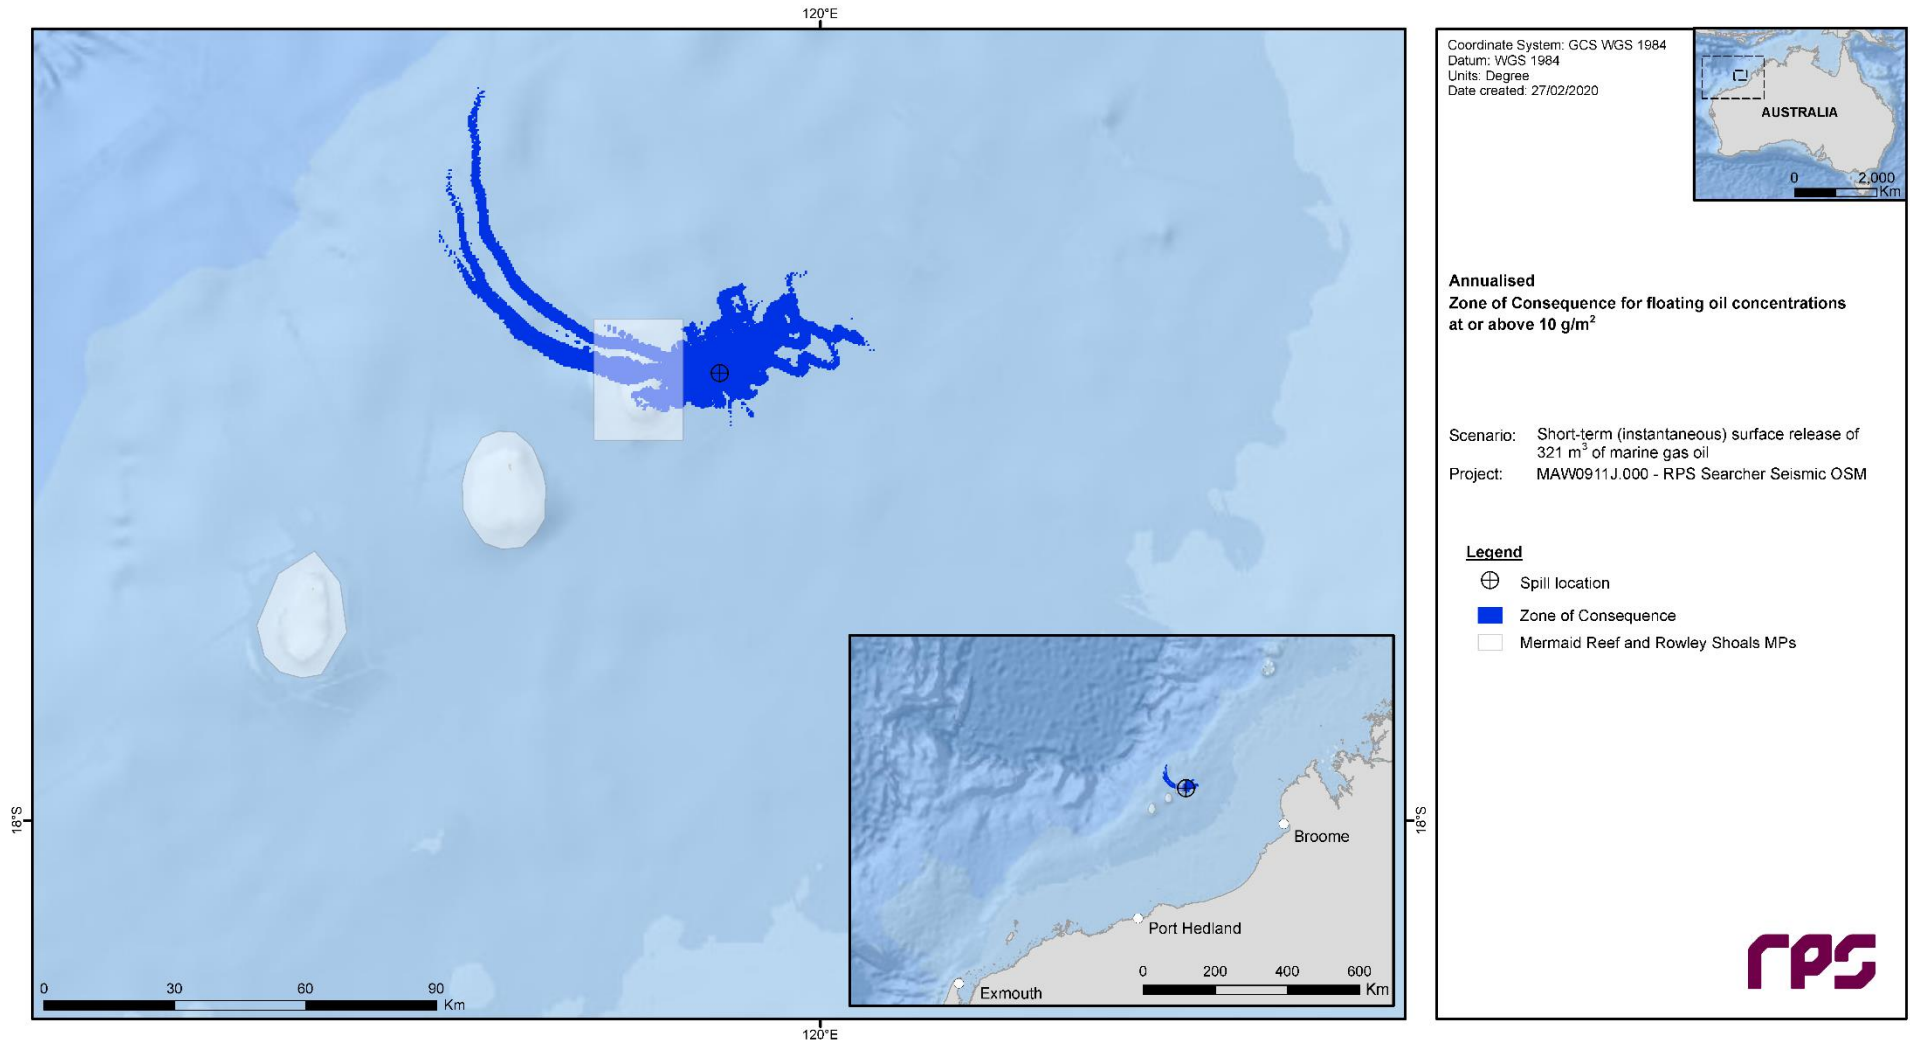 120°E
18°S
18°S
0 30 60 90
Km
120°E
Broome
Port Hedland
Exmouth
0 200 400 600
Km
Coordinate System: GCS WGS 1984
Datum: WGS 1984
Units: Degree
Date created: 27/02/2020
AUSTRALIA
0 2,000
Km
Annualised
Zone of Consequence for floating oil concentrations
at or above 10 g/m²
Scenario: Short-term (instantaneous) surface release of
321 m³ of marine gas oil
Project: MAW0911J.000 - RPS Searcher Seismic OSM
Legend
Spill location
Zone of Consequence
Mermaid Reef and Rowley Shoals MPs
rps